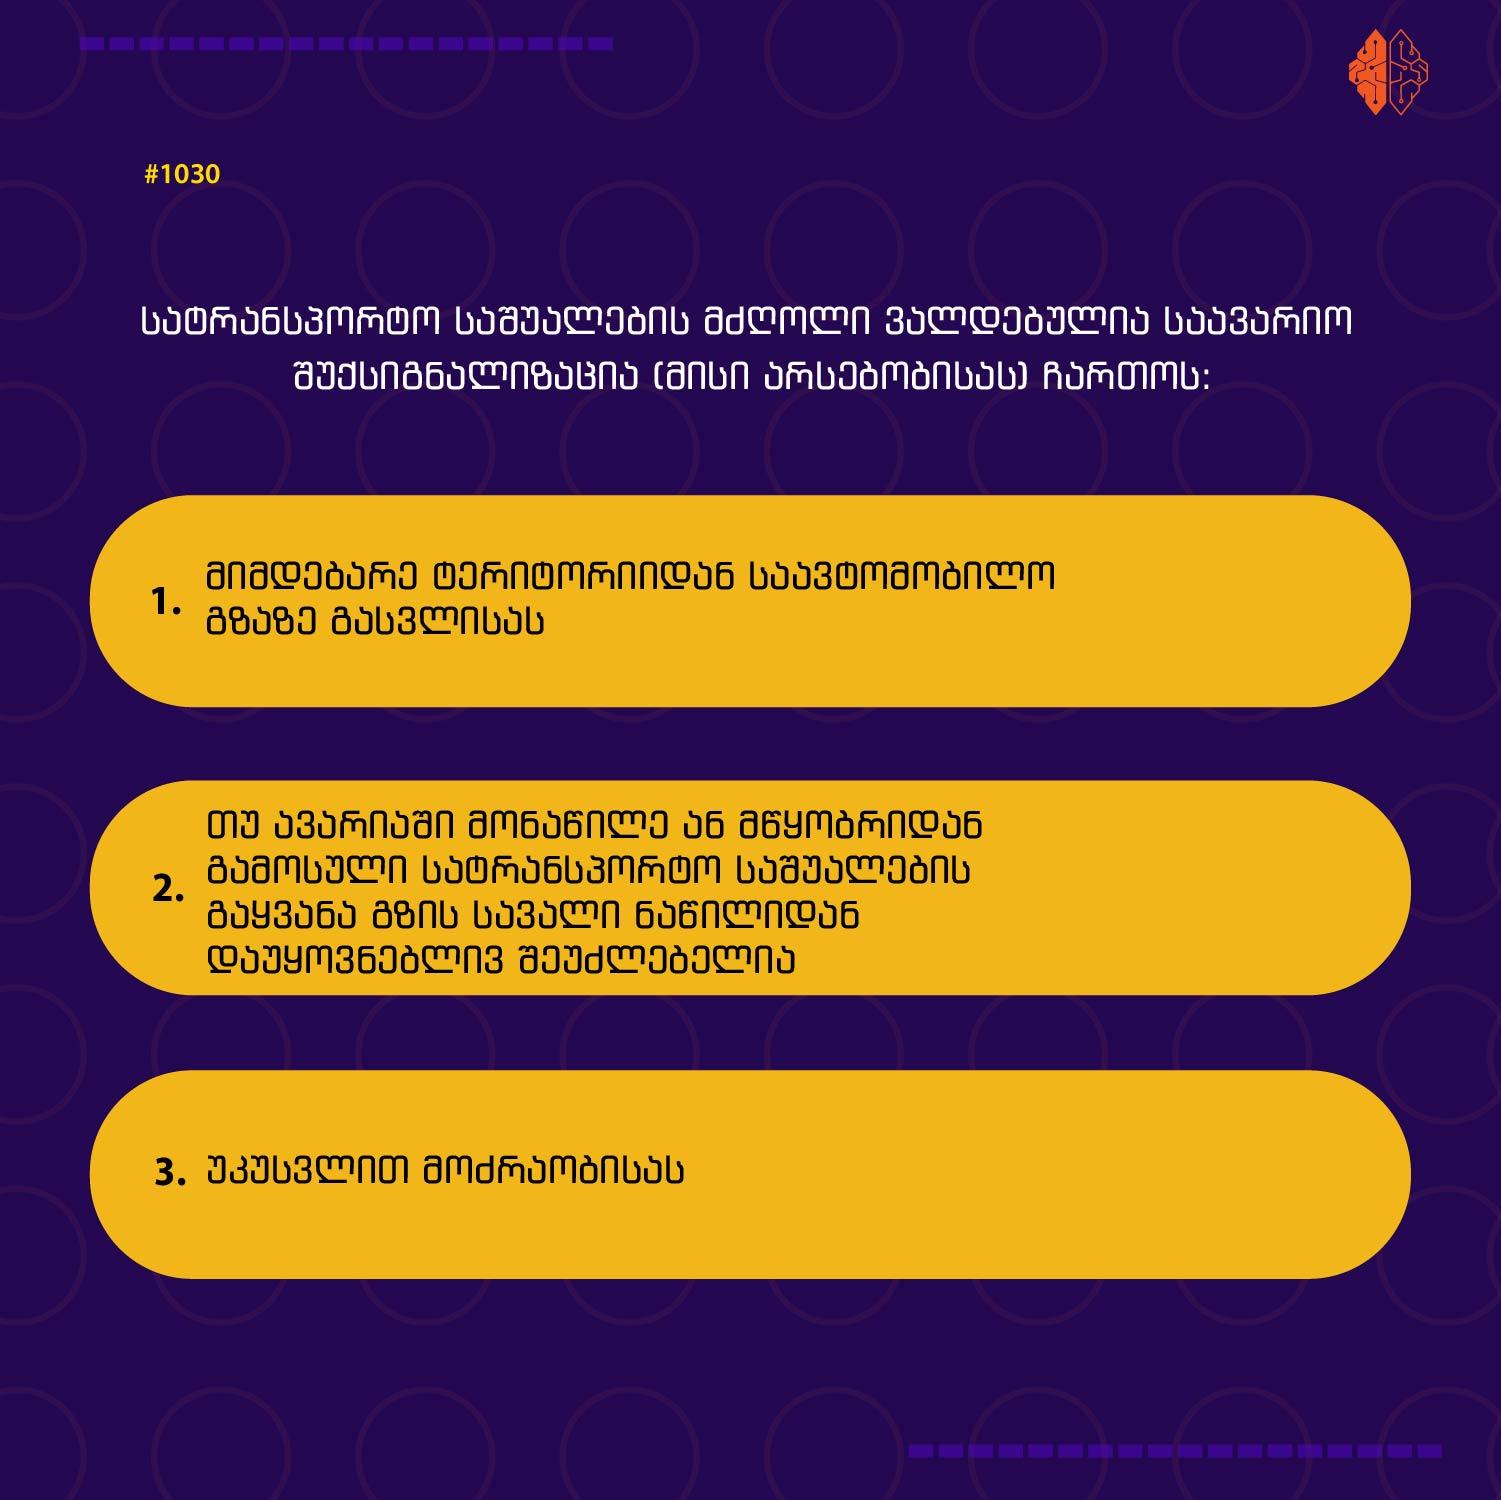 #1030
სატრანსპორტო საშუალების მძღოლი ვალდებულია საავარიო
შუქსიგნალიზაცია (მისი არსებობისას) ჩართოს:
1. მიმდებარე ტერიტორიიდან საავტომობილო
გზაზე გასვლისას
2. თუ ავარიაში მონაწილე ან მწყობრიდან
გამოსული სატრანსპორტო საშუალების
გაყვანა გზის სავალი ნაწილიდან
დაუყოვნებლივ შეუძლებელია
3. უკუსვლით მოძრაობისას